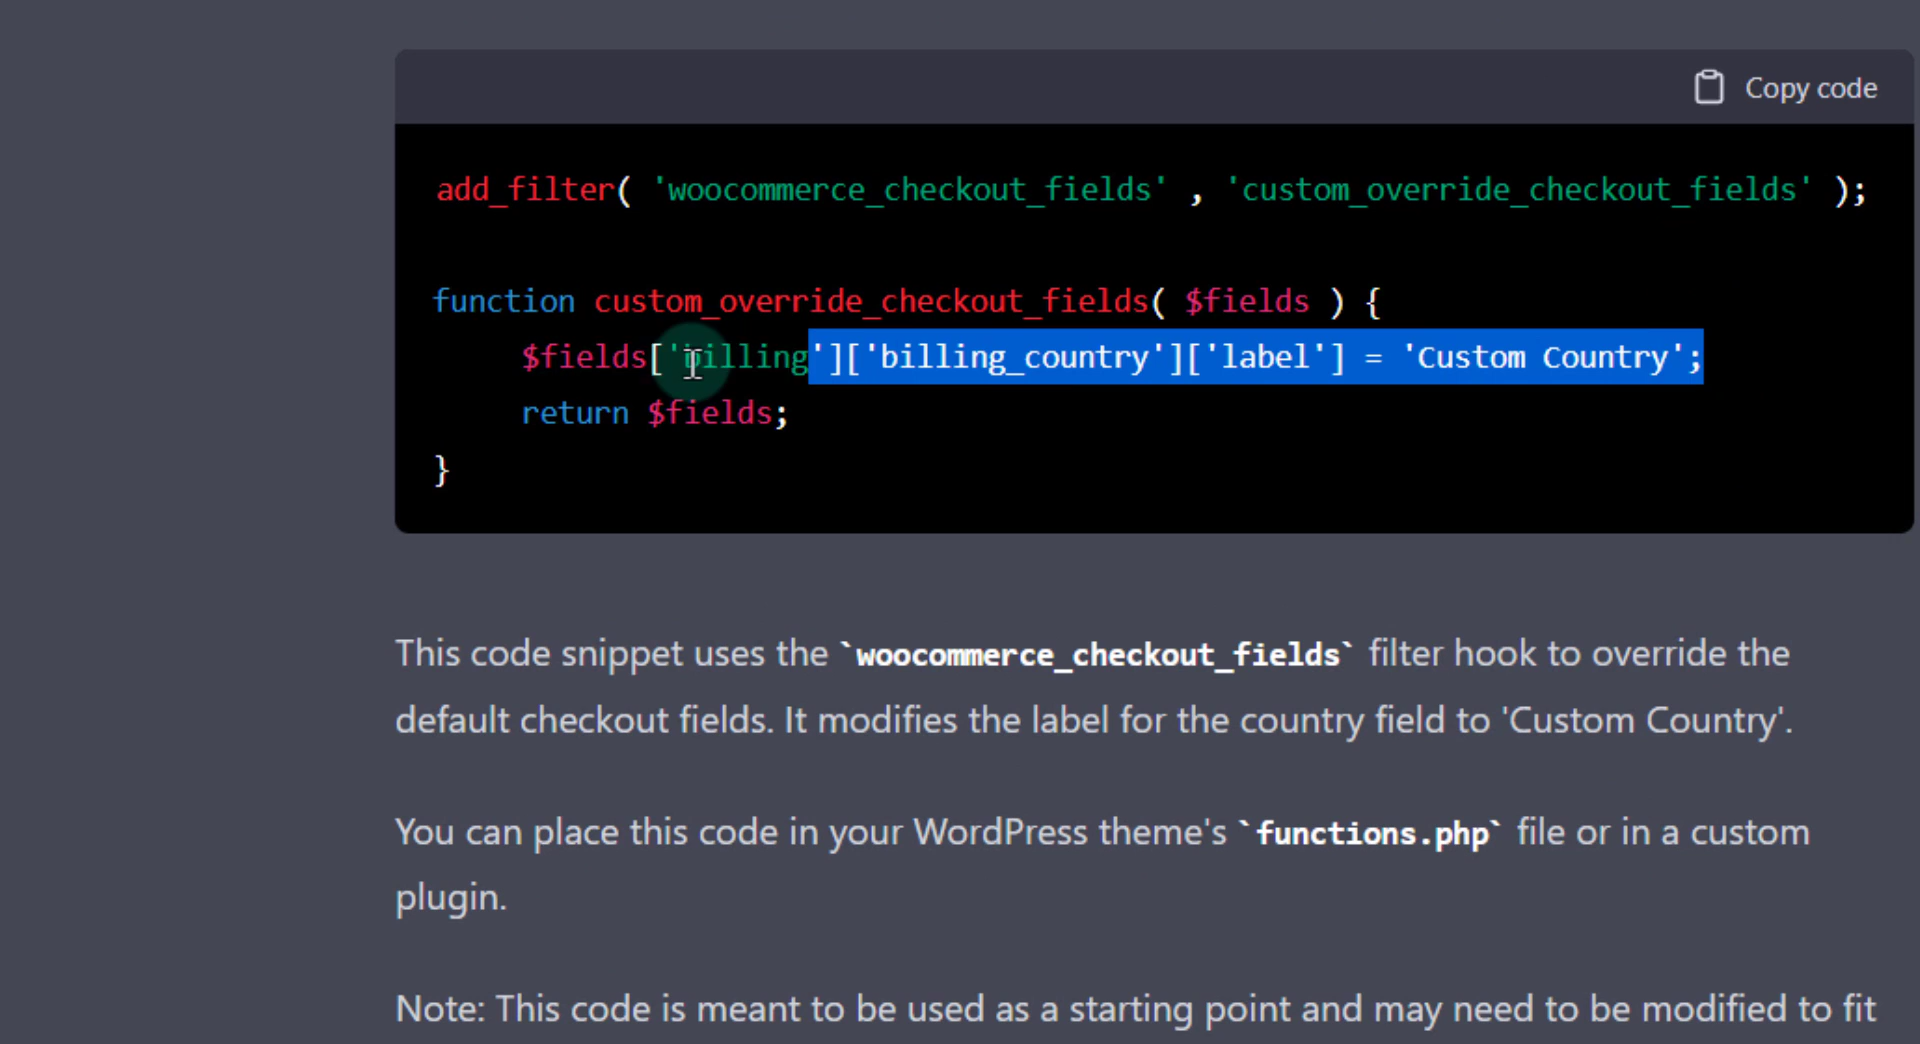 Copy code
add_filter( 'woocommerce_checkout_fields' , 'custom_override_checkout_fields' );
function custom_override_checkout_fields( $fields ) {
$fields['billing']['billing_country']['label'] = 'Custom Country';
return $fields;
}
This code snippet uses the `woocommerce_checkout_fields` filter hook to override the
default checkout fields. It modifies the label for the country field to 'Custom Country'.
You can place this code in your WordPress theme's `functions.php` file or in a custom
plugin.
Note: This code is meant to be used as a starting point and may need to be modified to fit